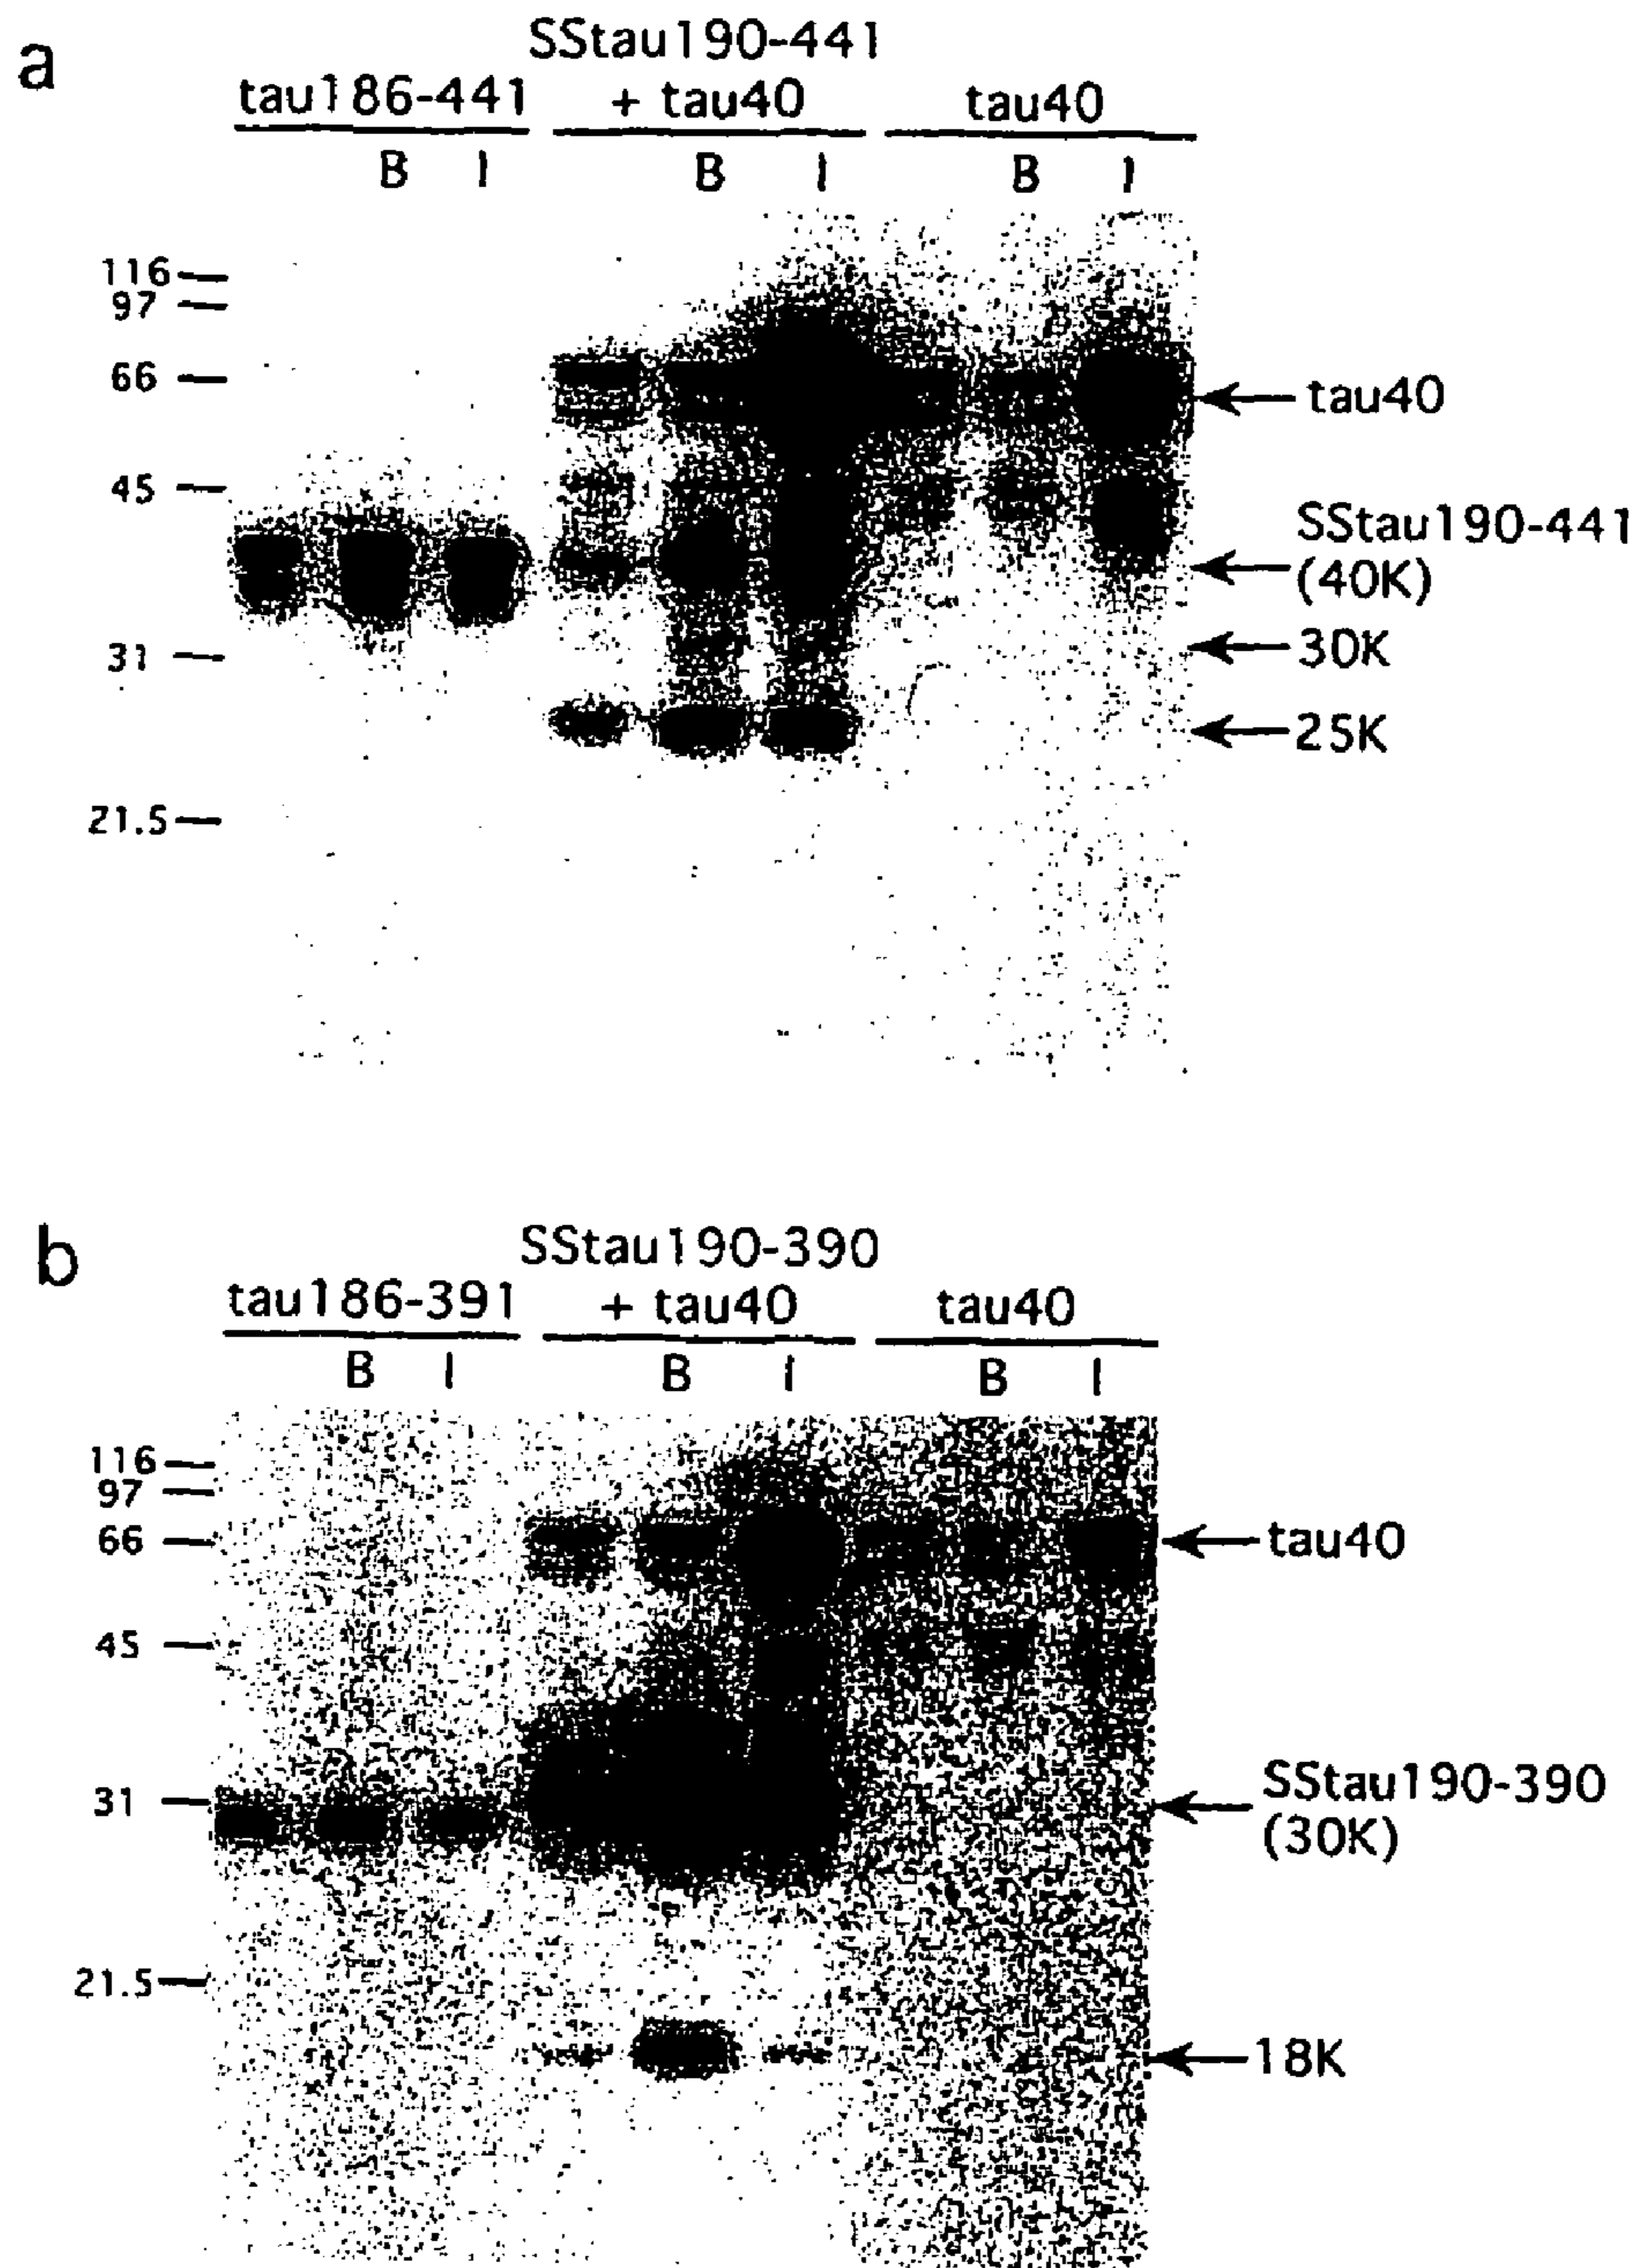 a
SStau190-441
tau186-441 + tau40 tau40
B I B I B I
116
97
66
tau40
45
SStau190-441
(40K)
31
30K
25K
21.5
b
SStau190-390
tau186-391 + tau40 tau40
B I B I B I
116
97
66
tau40
45
31
SStau190-390
(30K)
21.5
18K